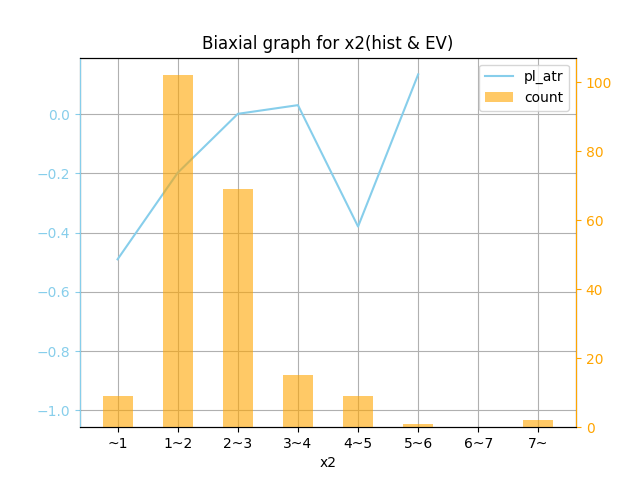 Biaxial graph for x2(hist & EV)
pl_atr
count
0.0
−0.2
−0.4
−0.6
−0.8
−1.0
100
80
60
40
20
0
~1 1~2 2~3 3~4 4~5 5~6 6~7 7~
x2